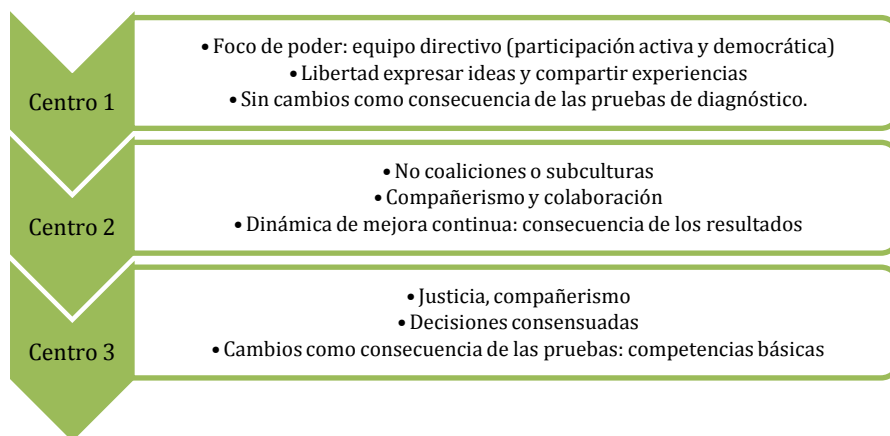 Centro 1
• Foco de poder: equipo directivo (participación activa y democrática)
• Libertad expresar ideas y compartir experiencias
• Sin cambios como consecuencia de las pruebas de diagnóstico.
Centro 2
• No coaliciones o subculturas
• Compañerismo y colaboración
• Dinámica de mejora continua: consecuencia de los resultados
Centro 3
• Justicia, compañerismo
• Decisiones consensuadas
• Cambios como consecuencia de las pruebas: competencias básicas